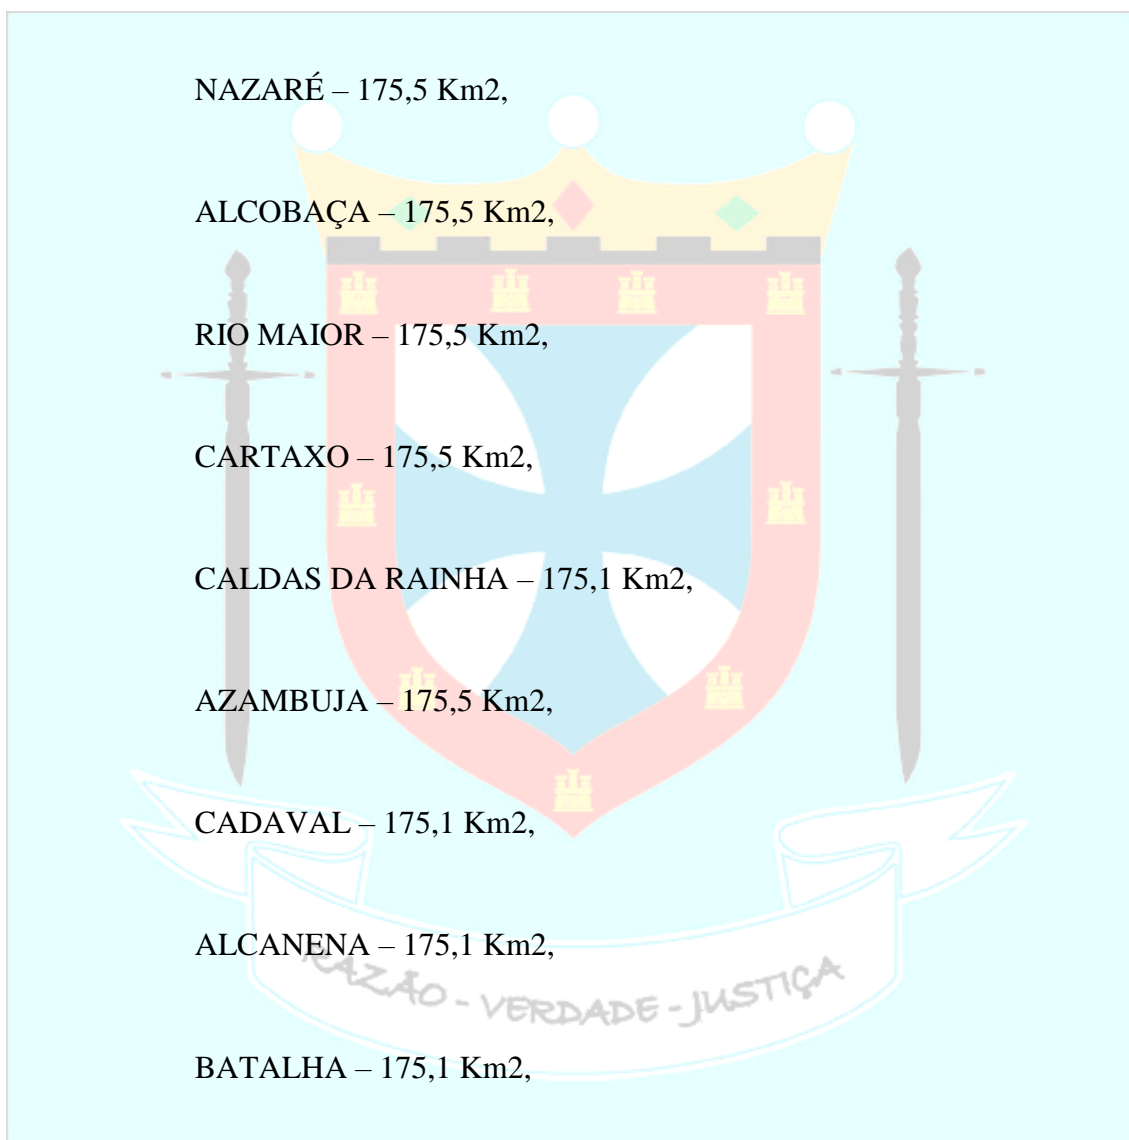 NAZARÉ – 175,5 Km2,
ALCOBAÇA – 175,5 Km2,
RIO MAIOR – 175,5 Km2,
CARTAXO – 175,5 Km2,
CALDAS DA RAINHA – 175,1 Km2,
AZAMBUJA – 175,5 Km2,
CADAVAL – 175,1 Km2,
ALCANENA – 175,1 Km2,
RAZÃO - VERDADE - JUSTIÇA
BATALHA – 175,1 Km2,